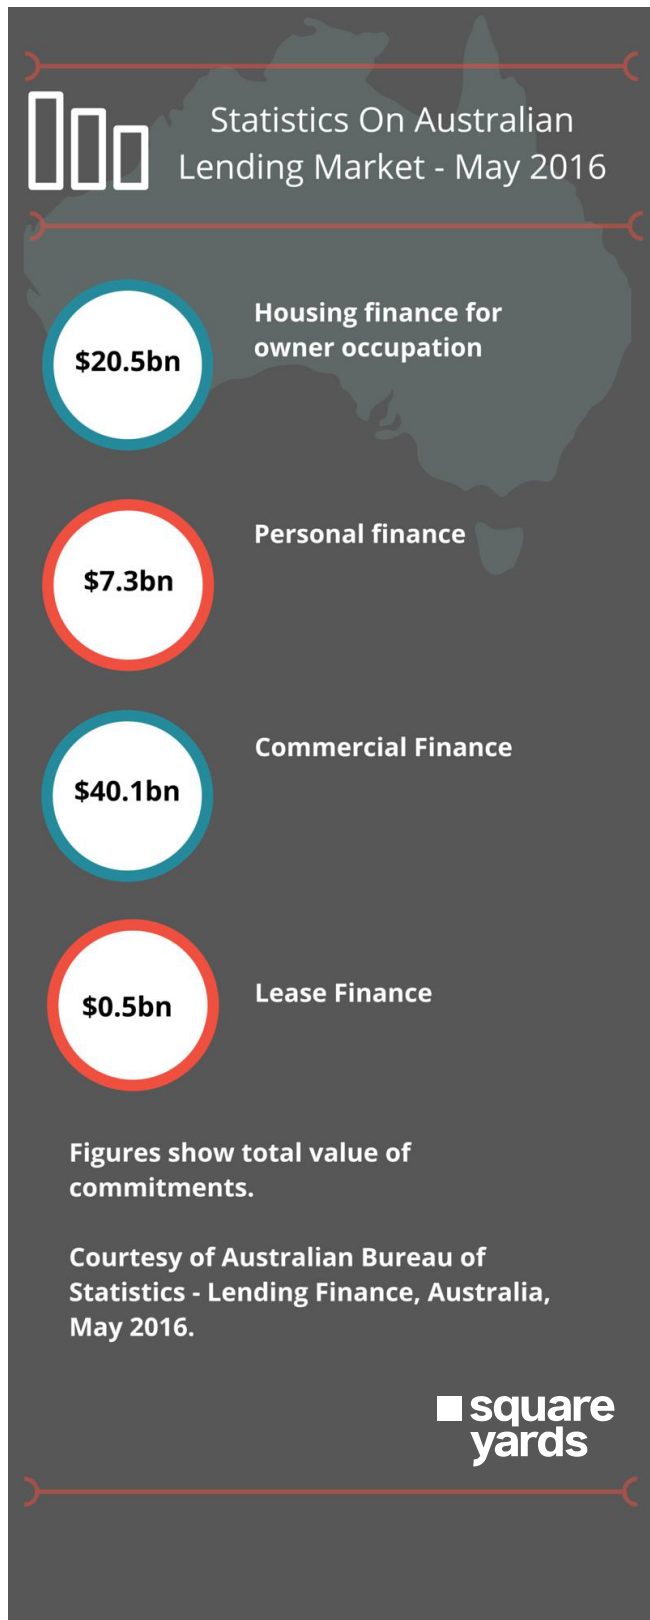 Statistics On Australian
Lending Market - May 2016
$20.5bn
Housing finance for
owner occupation
$7.3bn
Personal finance
$40.1bn
Commercial Finance
$0.5bn
Lease Finance
Figures show total value of
commitments.
Courtesy of Australian Bureau of
Statistics - Lending Finance, Australia,
May 2016.
square
yards